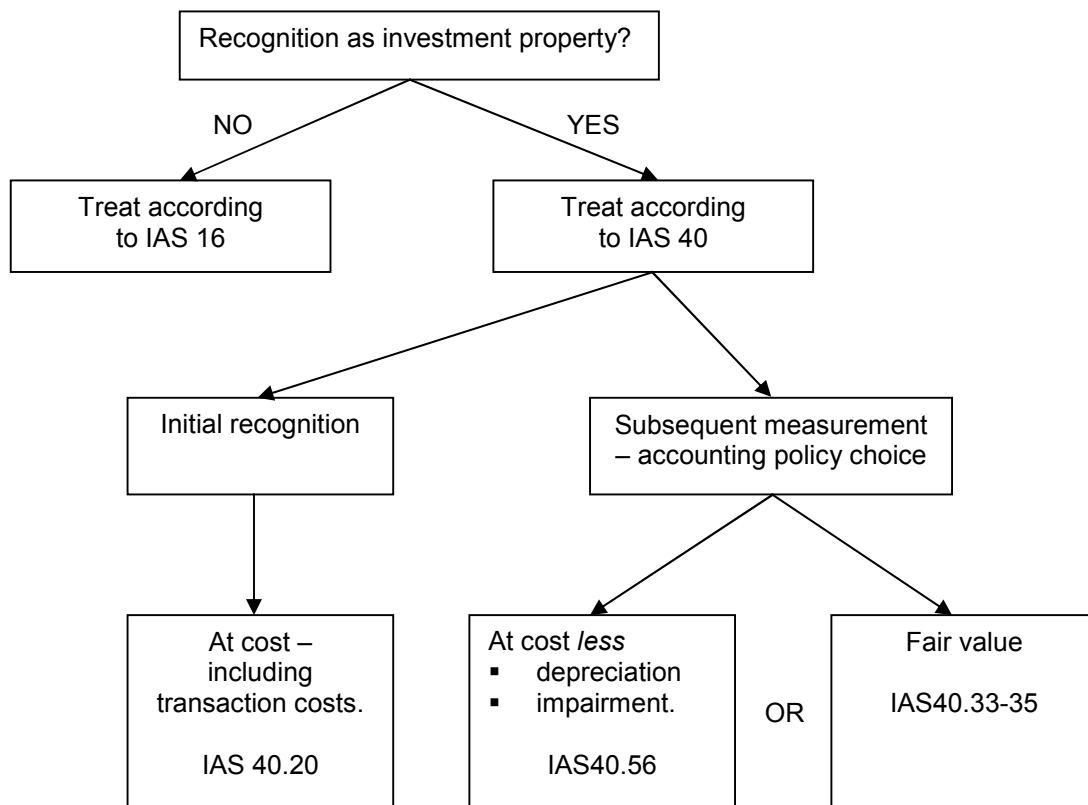 Recognition as investment property?
NO
YES
Treat according
to IAS 16
Treat according
to IAS 40
Initial recognition
Subsequent measurement
– accounting policy choice
At cost –
including
transaction costs.
IAS 40.20
At cost less
▪ depreciation
▪ impairment.
IAS40.56
OR
Fair value
IAS40.33-35